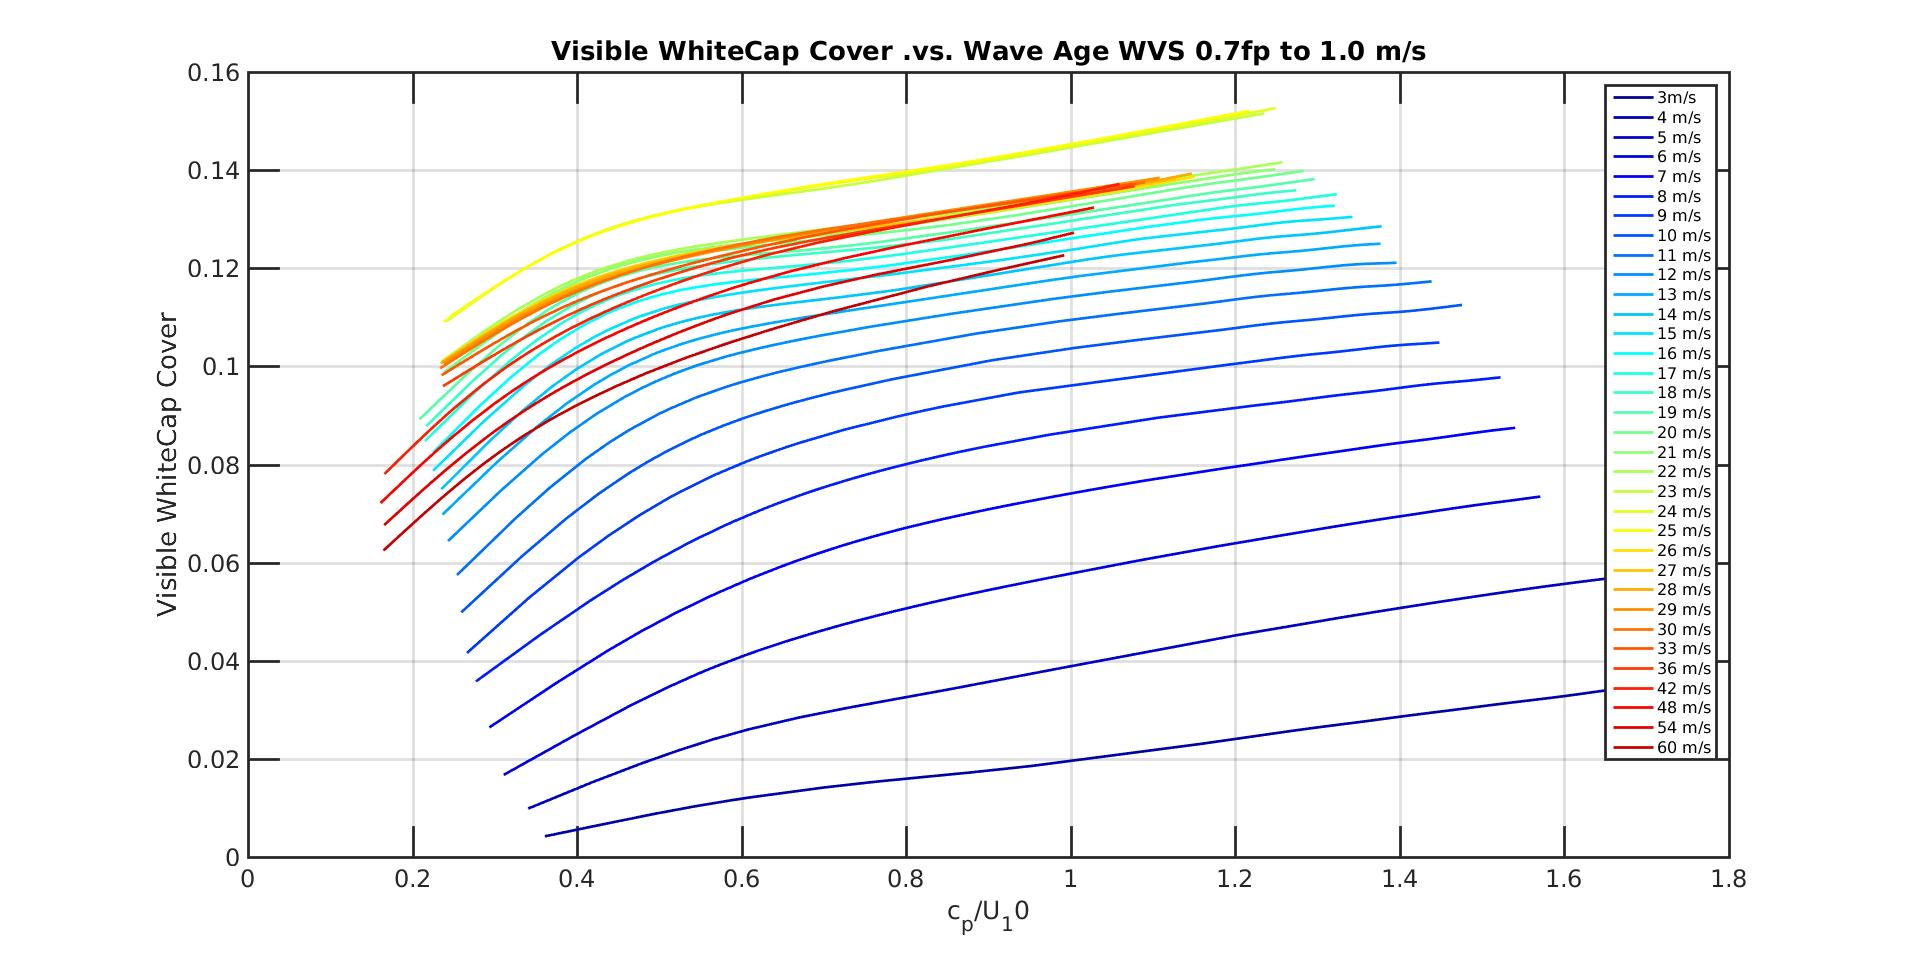 Visible WhiteCap Cover .vs. Wave Age WVS 0.7fp to 1.0 m/s
Visible WhiteCap Cover
0.16
0.14
0.12
0.1
0.08
0.06
0.04
0.02
0
0 0.2 0.4 0.6 0.8 1 1.2 1.4 1.6 1.8
c_p/U_10
3m/s
4 m/s
5 m/s
6 m/s
7 m/s
8 m/s
9 m/s
10 m/s
11 m/s
12 m/s
13 m/s
14 m/s
15 m/s
16 m/s
17 m/s
18 m/s
19 m/s
20 m/s
21 m/s
22 m/s
23 m/s
24 m/s
25 m/s
26 m/s
27 m/s
28 m/s
29 m/s
30 m/s
33 m/s
36 m/s
42 m/s
48 m/s
54 m/s
60 m/s